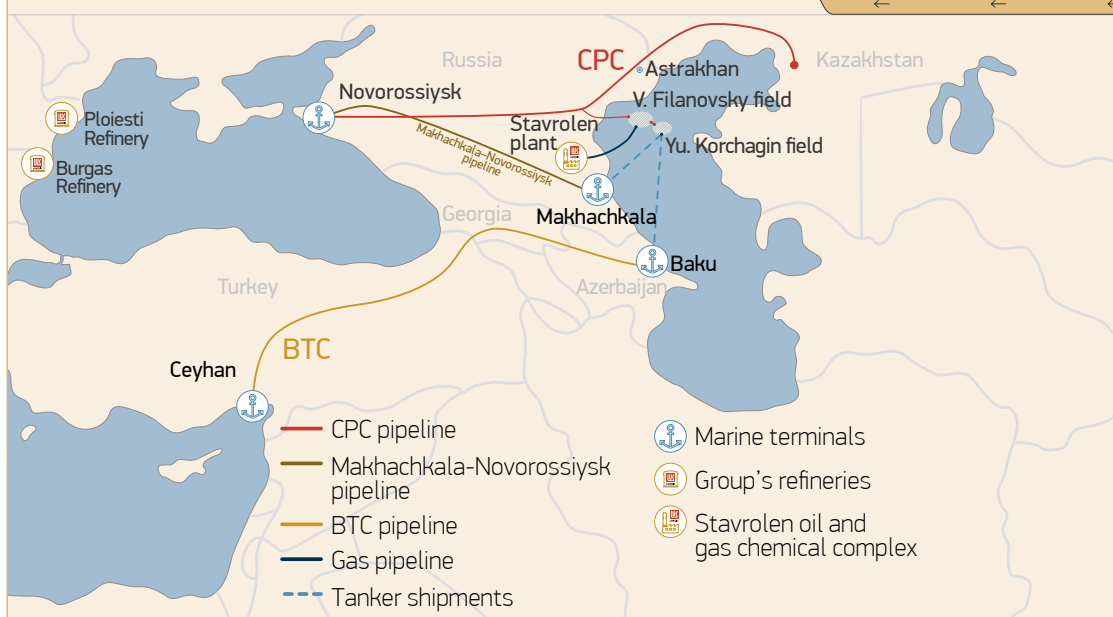 ←
←
←
Russia
CPC
Kazakhstan
Astrakhan
Novorossiysk
V. Filanovsky field
Ploiesti
Refinery
Stavrolen
plant
Makhachkala-Novorossiysk
pipeline
Yu. Korchagin field
Burgas
Refinery
Makhachkala
Georgia
Baku
Turkey
Azerbaijan
BTC
Ceyhan
CPC pipeline
Makhachkala-Novorossiysk
pipeline
BTC pipeline
Gas pipeline
Tanker shipments
Marine terminals
Group's refineries
Stavrolen oil and
gas chemical complex